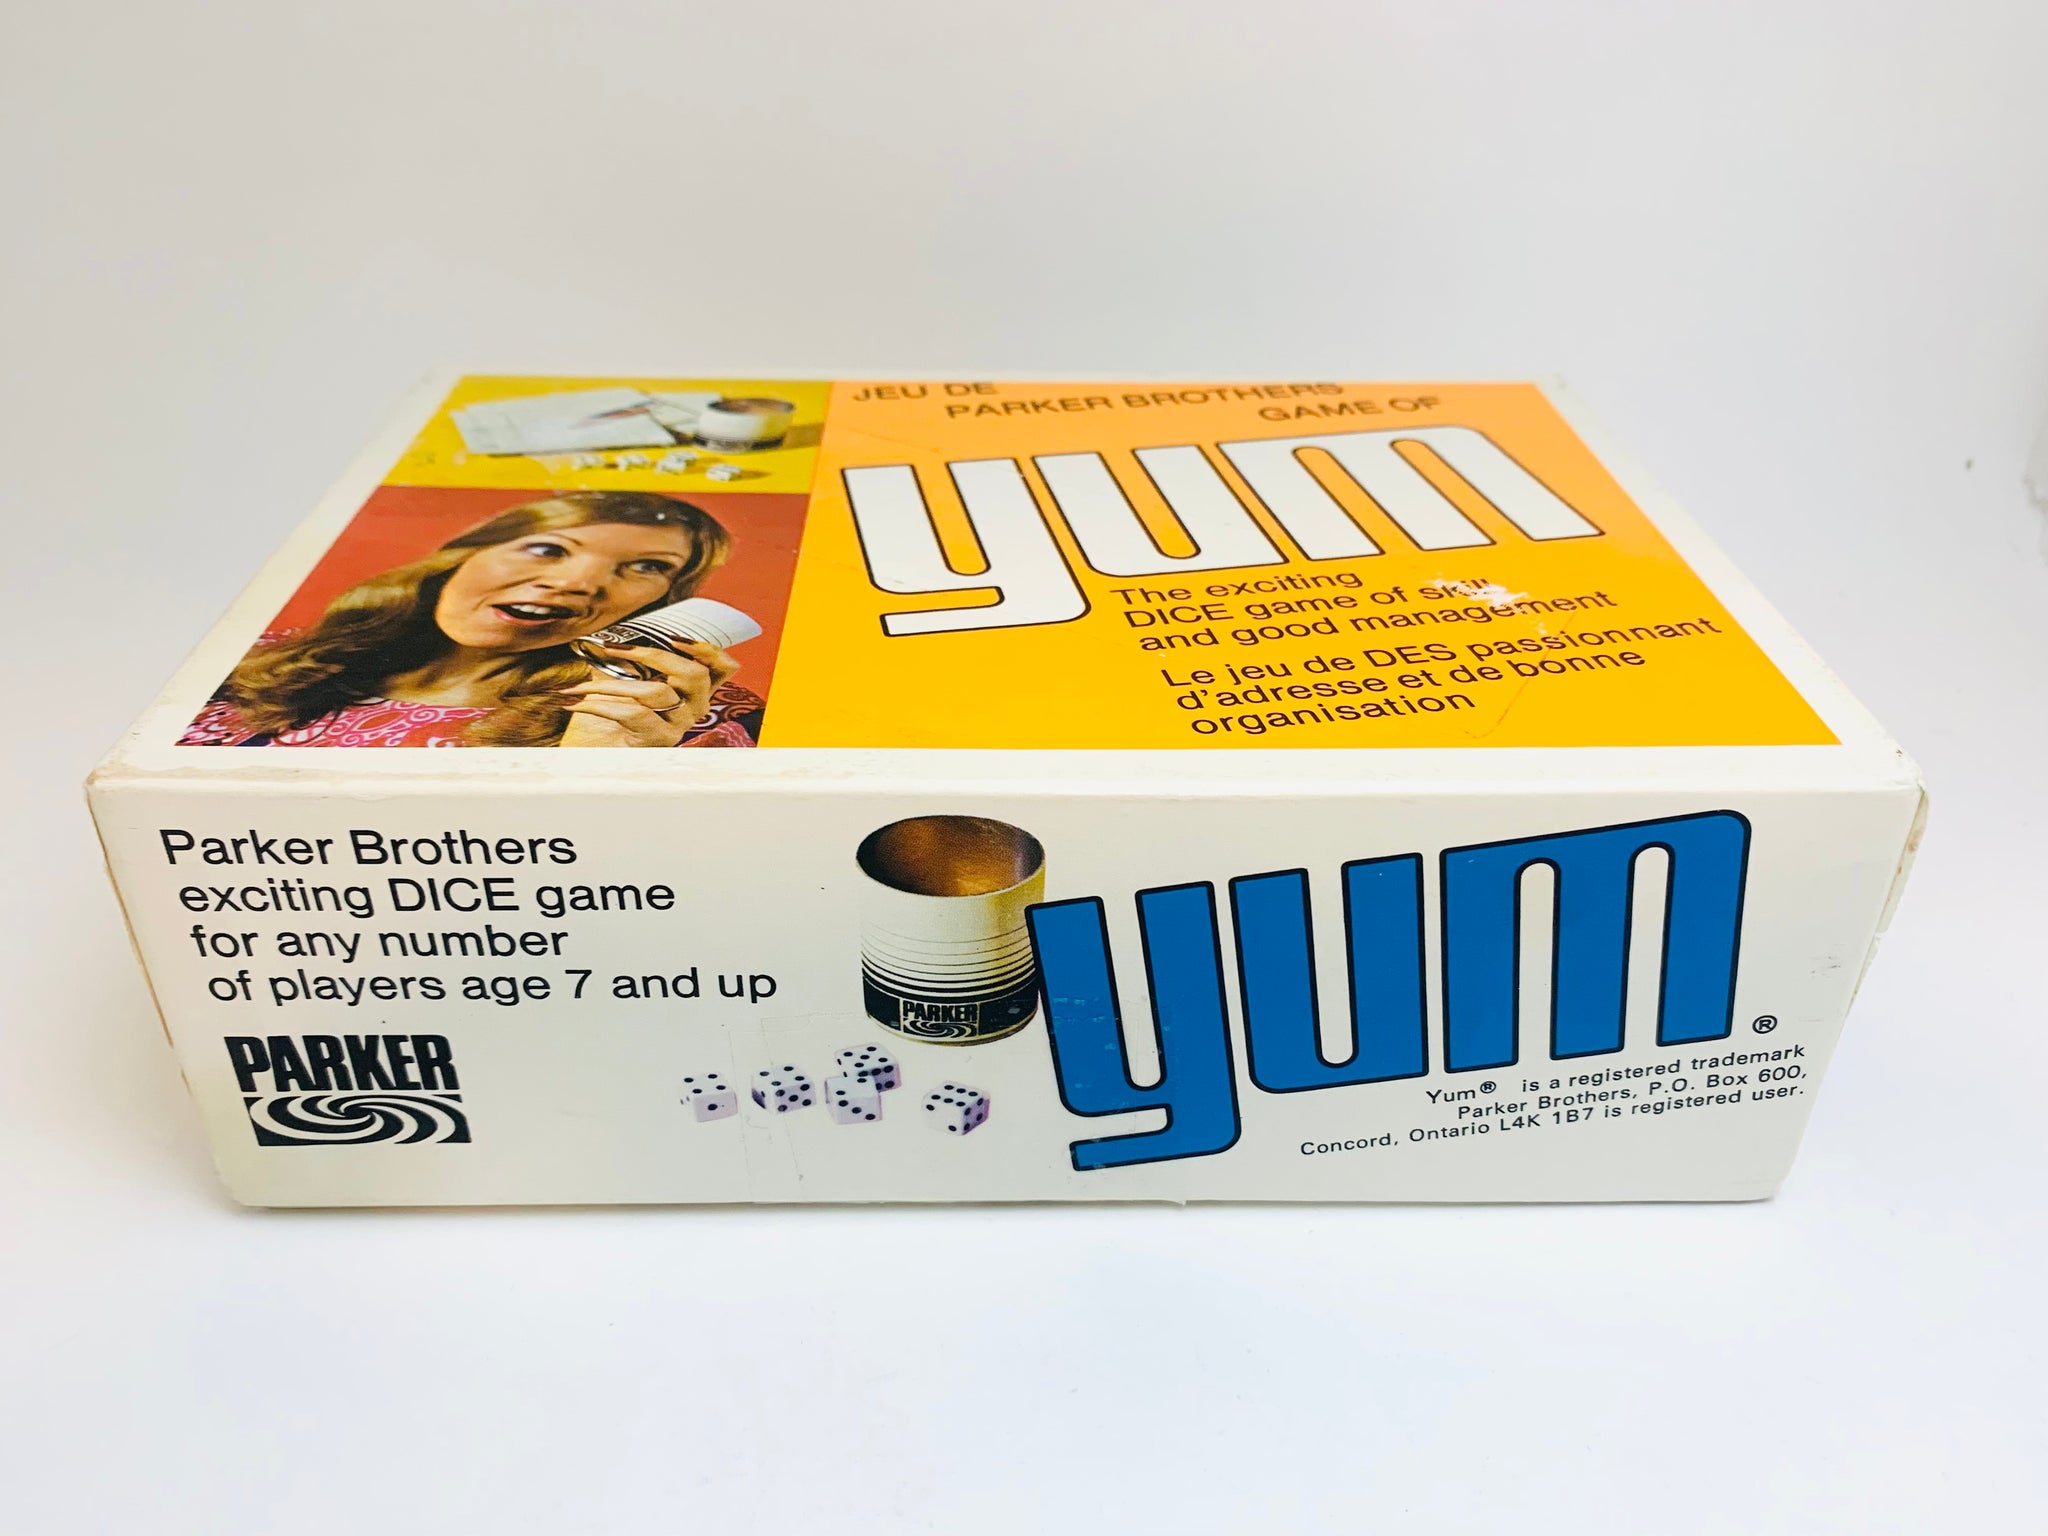 JEU DE
PARKER BROTHERS
GAME OF
yum
The exciting
DICE game of skill
and good management
Le jeu de DES passionnant
d'adresse et de bonne
organisation
Parker Brothers
exciting DICE game
for any number
of players age 7 and up
PARKER
PARKER
yum®
Yum® is a registered trademark
Parker Brothers, P.O. Box 600,
Concord, Ontario L4K 1B7 is registered user.